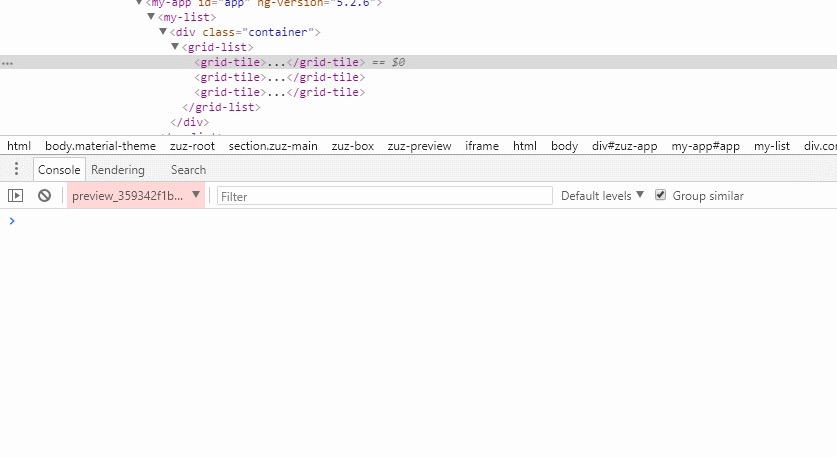 ▼<my-app id="app" ng-version="5.2.6">
▼<my-list>
▼<div class="container">
▼<grid-list>
... <grid-tile>...</grid-tile> == $0
<grid-tile>...</grid-tile>
<grid-tile>...</grid-tile>
</grid-list>
</div>
html body.material-theme zuz-root section.zuz-main zuz-box zuz-preview iframe html body div#zuz-app my-app#app my-list div.con
Console Rendering Search
preview_359342f1b... ▼ Filter Default levels ▼ Group similar
>